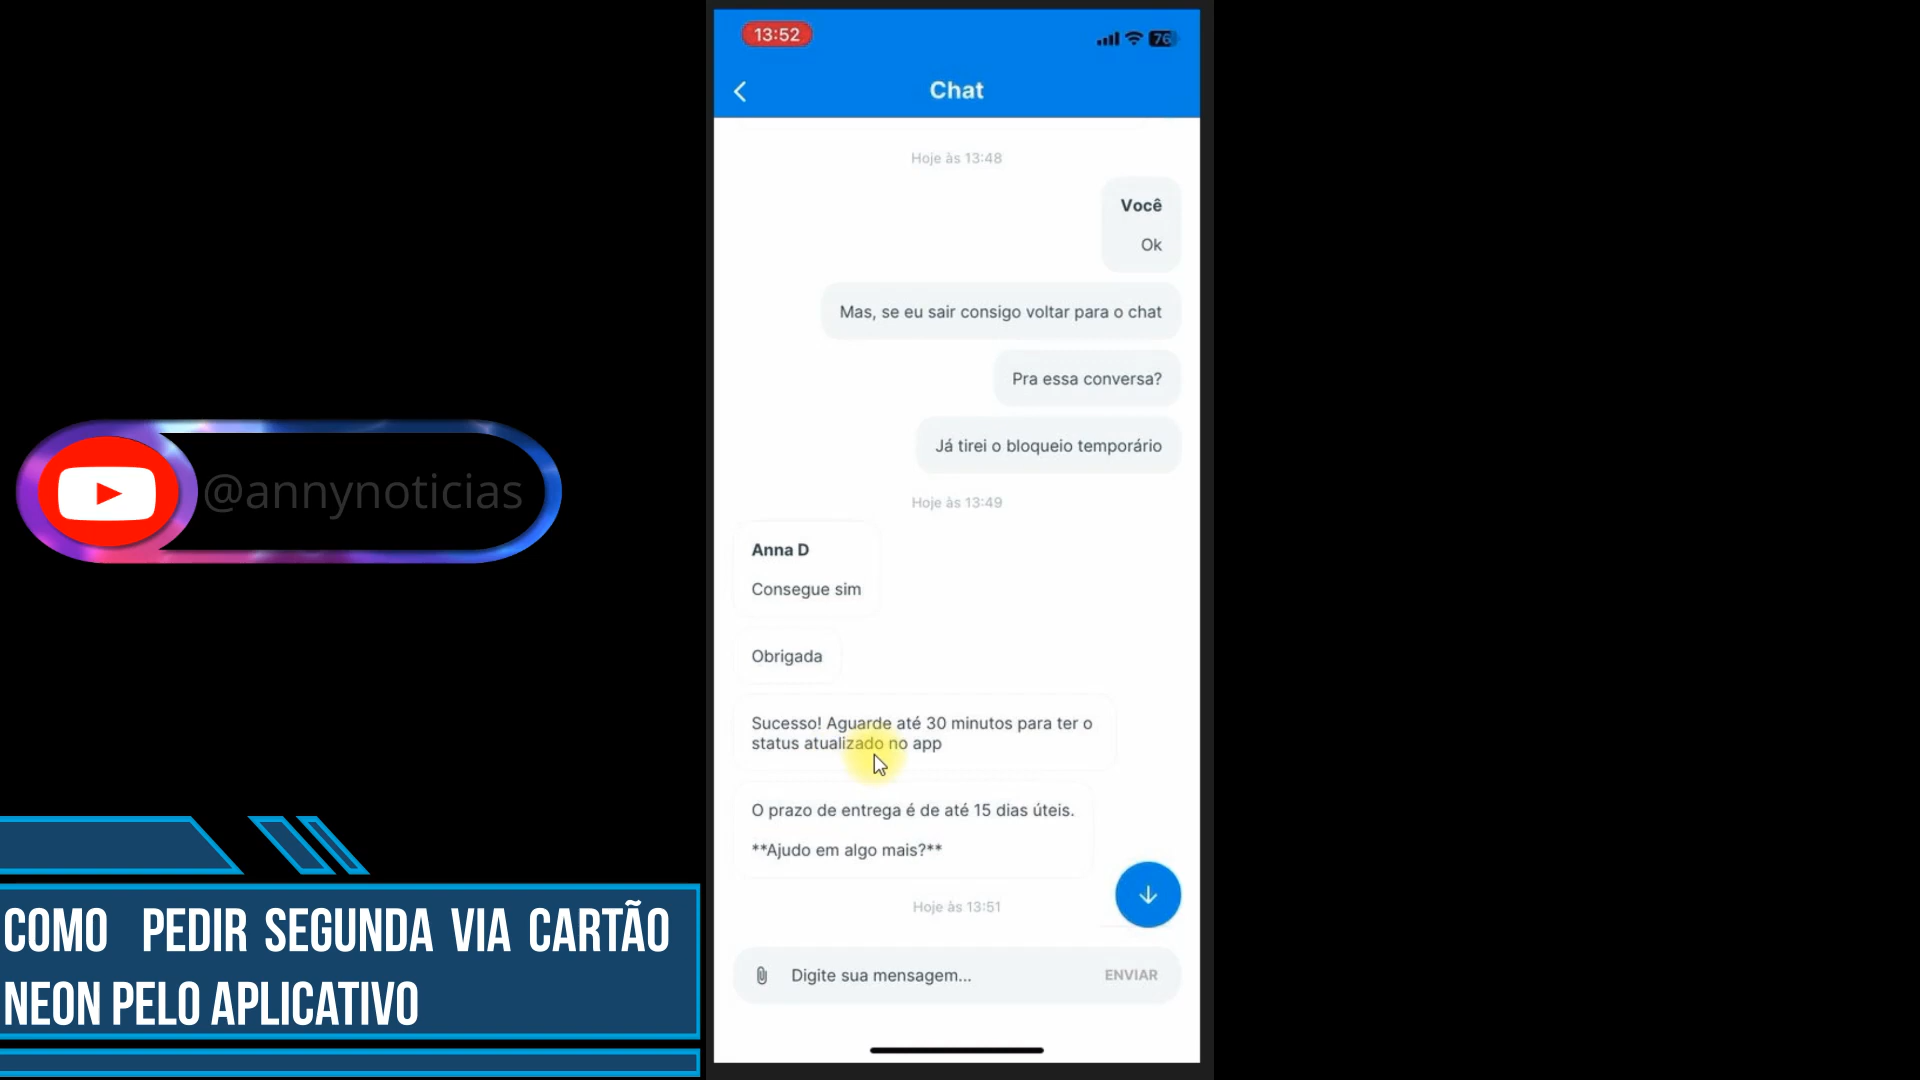 13:52
76
Chat
Hoje às 13:48
Você
Ok
Mas, se eu sair consigo voltar para o chat
Pra essa conversa?
Já tirei o bloqueio temporário
Hoje às 13:49
Anna D
Consegue sim
Obrigada
Sucesso! Aguarde até 30 minutos para ter o
status atualizado no app
O prazo de entrega é de até 15 dias úteis.
**Ajudo em algo mais?**
Hoje às 13:51
Digite sua mensagem...
ENVIAR
@annynoticias
COMO PEDIR SEGUNDA VIA CARTÃO
NEON PELO APLICATIVO